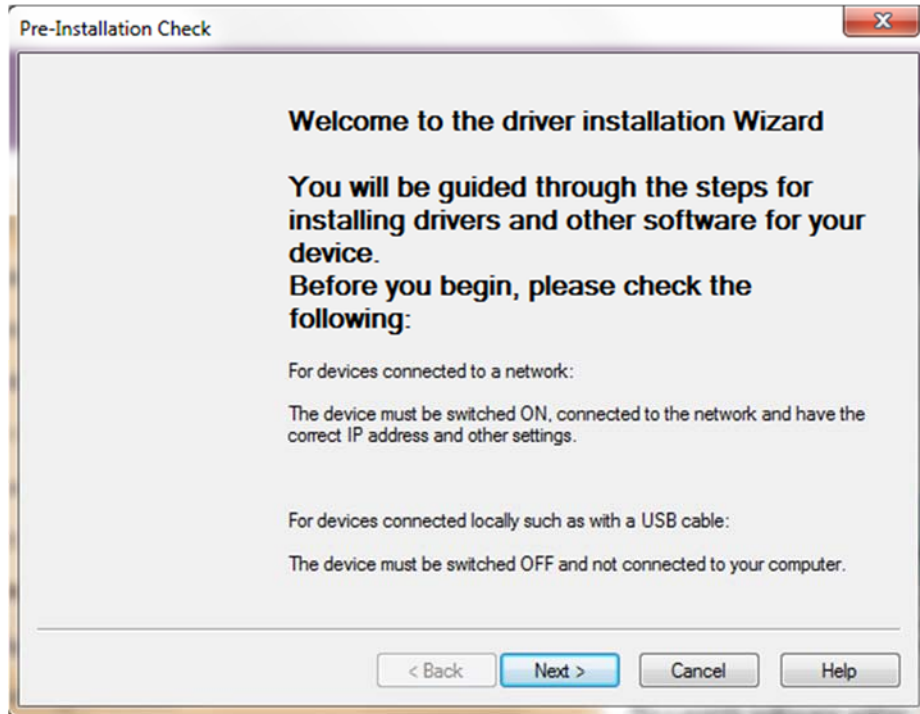 Pre-Installation Check
Welcome to the driver installation Wizard
You will be guided through the steps for
installing drivers and other software for your
device.
Before you begin, please check the
following:
For devices connected to a network:
The device must be switched ON, connected to the network and have the
correct IP address and other settings.
For devices connected locally such as with a USB cable:
The device must be switched OFF and not connected to your computer.
< Back Next > Cancel Help